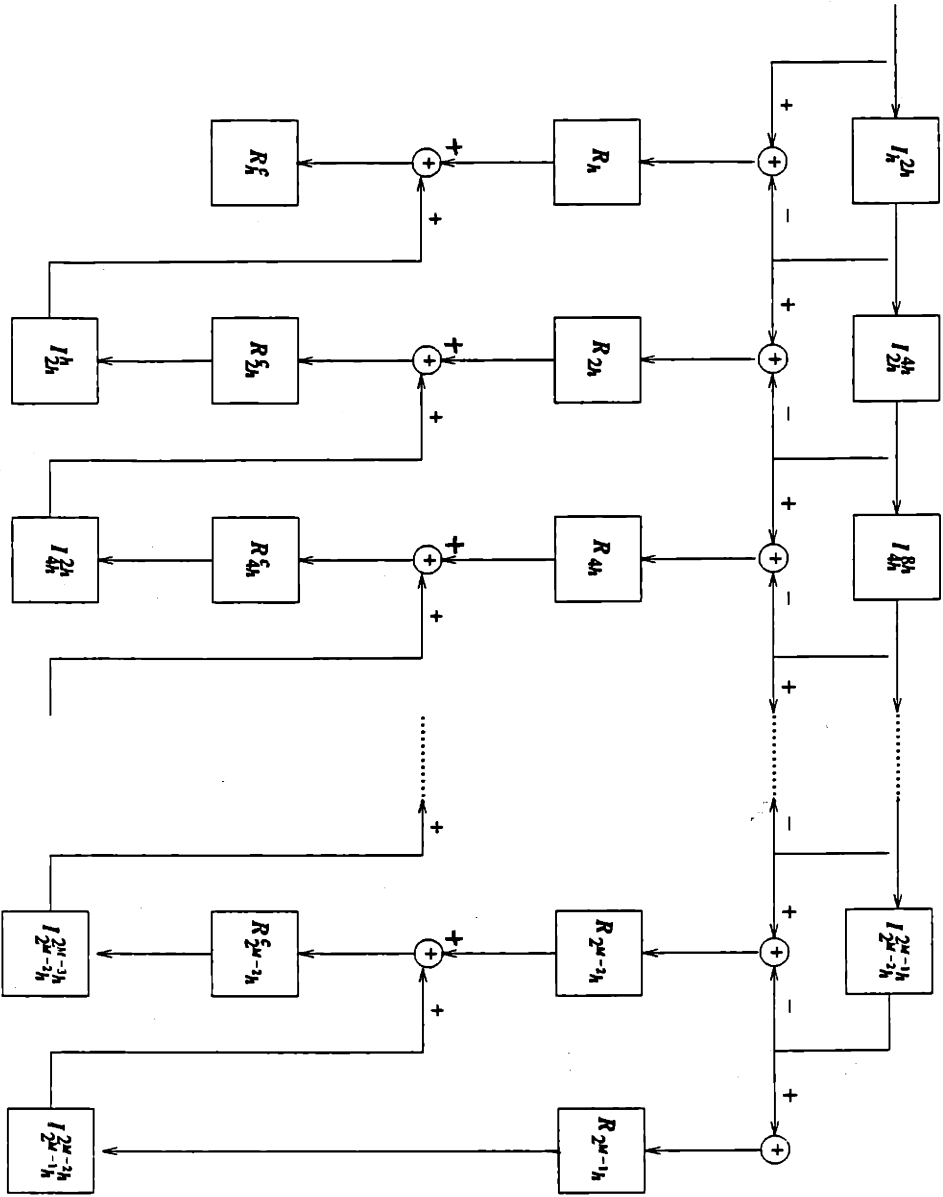 I_h^{2h} I_{2h}^{4h} I_{4h}^{8h} ........ I_{2^{M-2}h}^{2^{M-1}h}
+ − + − + − + − + − +
+ + + ........ + +
R_h R_{2h} R_{4h} R_{2^{M-2}h} R_{2^{M-1}h}
+ + + +
+ + + + + ........ + + +
R_h^c R_{2h}^c R_{4h}^c R_{2^{M-2}h}^c
I_{2h}^h I_{4h}^{2h} I_{2^{M-2}h}^{2^{M-3}h} I_{2^{M-1}h}^{2^{M-2}h}